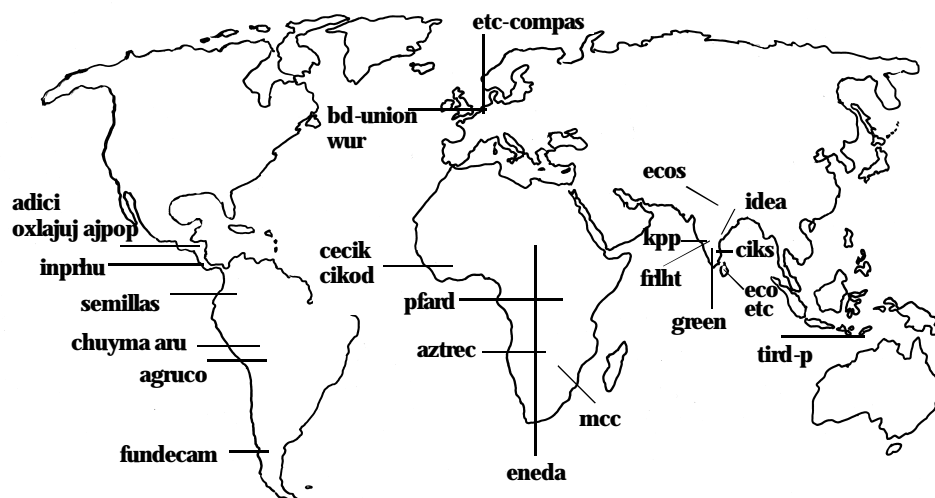 etc-compas
bd-union
wur
ecos
adici
oxlajuj ajpop
idea
kpp
ciks
cecik
cikod
inprhu
frlht
semillas
pfard
eco
etc
green
chuyma aru
aztrec
tird-p
agruco
mcc
fundecam
eneda